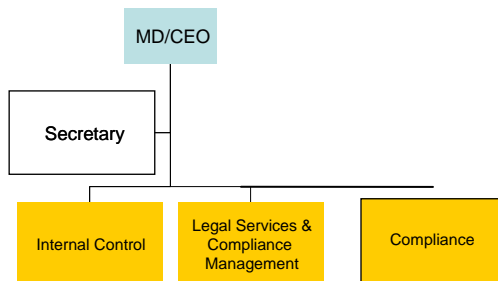 MD/CEO
Secretary
Internal Control
Legal Services &
Compliance
Management
Compliance